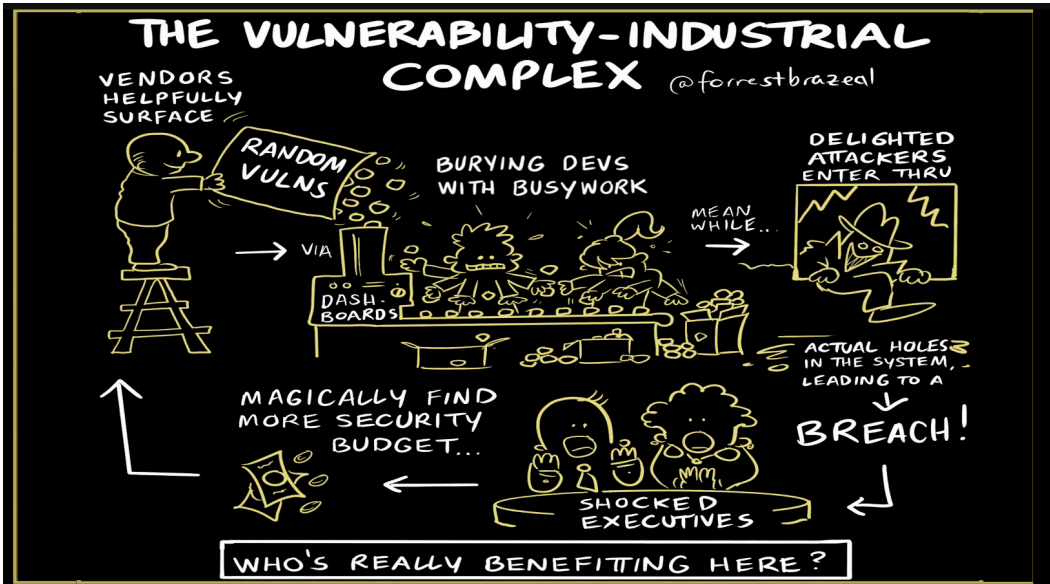 THE VULNERABILITY-INDUSTRIAL
COMPLEX @forrestbrazeal
VENDORS
HELPFULLY
SURFACE
RANDOM
VULNS
VIA
DASH-
BOARDS
BURYING DEVS
WITH BUSYWORK
MEAN
WHILE...
DELIGHTED
ATTACKERS
ENTER THRU
ACTUAL HOLES
IN THE SYSTEM,
LEADING TO A
BREACH!
SHOCKED
EXECUTIVES
MAGICALLY FIND
MORE SECURITY
BUDGET...
WHO'S REALLY BENEFITTING HERE?